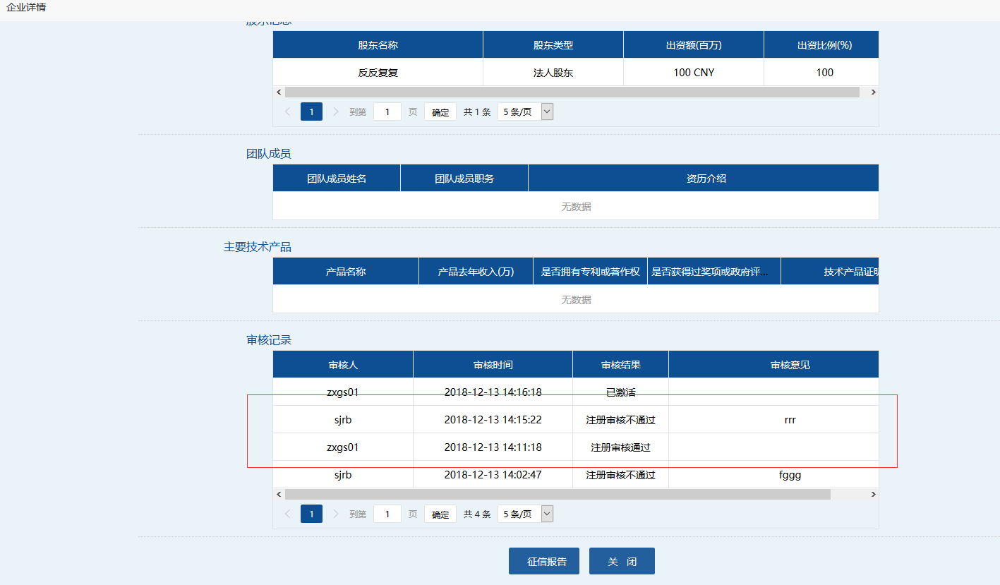 企业详情
股东信息
股东名称 股东类型 出资额(百万) 出资比例(%)
反反复复 法人股东 100 CNY 100
1 到第 1 页 确定 共 1 条 5 条/页
团队成员
团队成员姓名 团队成员职务 资历介绍
无数据
主要技术产品
产品名称 产品去年收入(万) 是否拥有专利或著作权 是否获得过奖项或政府评... 技术产品证明
无数据
审核记录
审核人 审核时间 审核结果 审核意见
zxgs01 2018-12-13 14:16:18 已激活
sjrb 2018-12-13 14:15:22 注册审核不通过 rrr
zxgs01 2018-12-13 14:11:18 注册审核通过
sjrb 2018-12-13 14:02:47 注册审核不通过 fggg
1 到第 1 页 确定 共 4 条 5 条/页
征信报告 关 闭